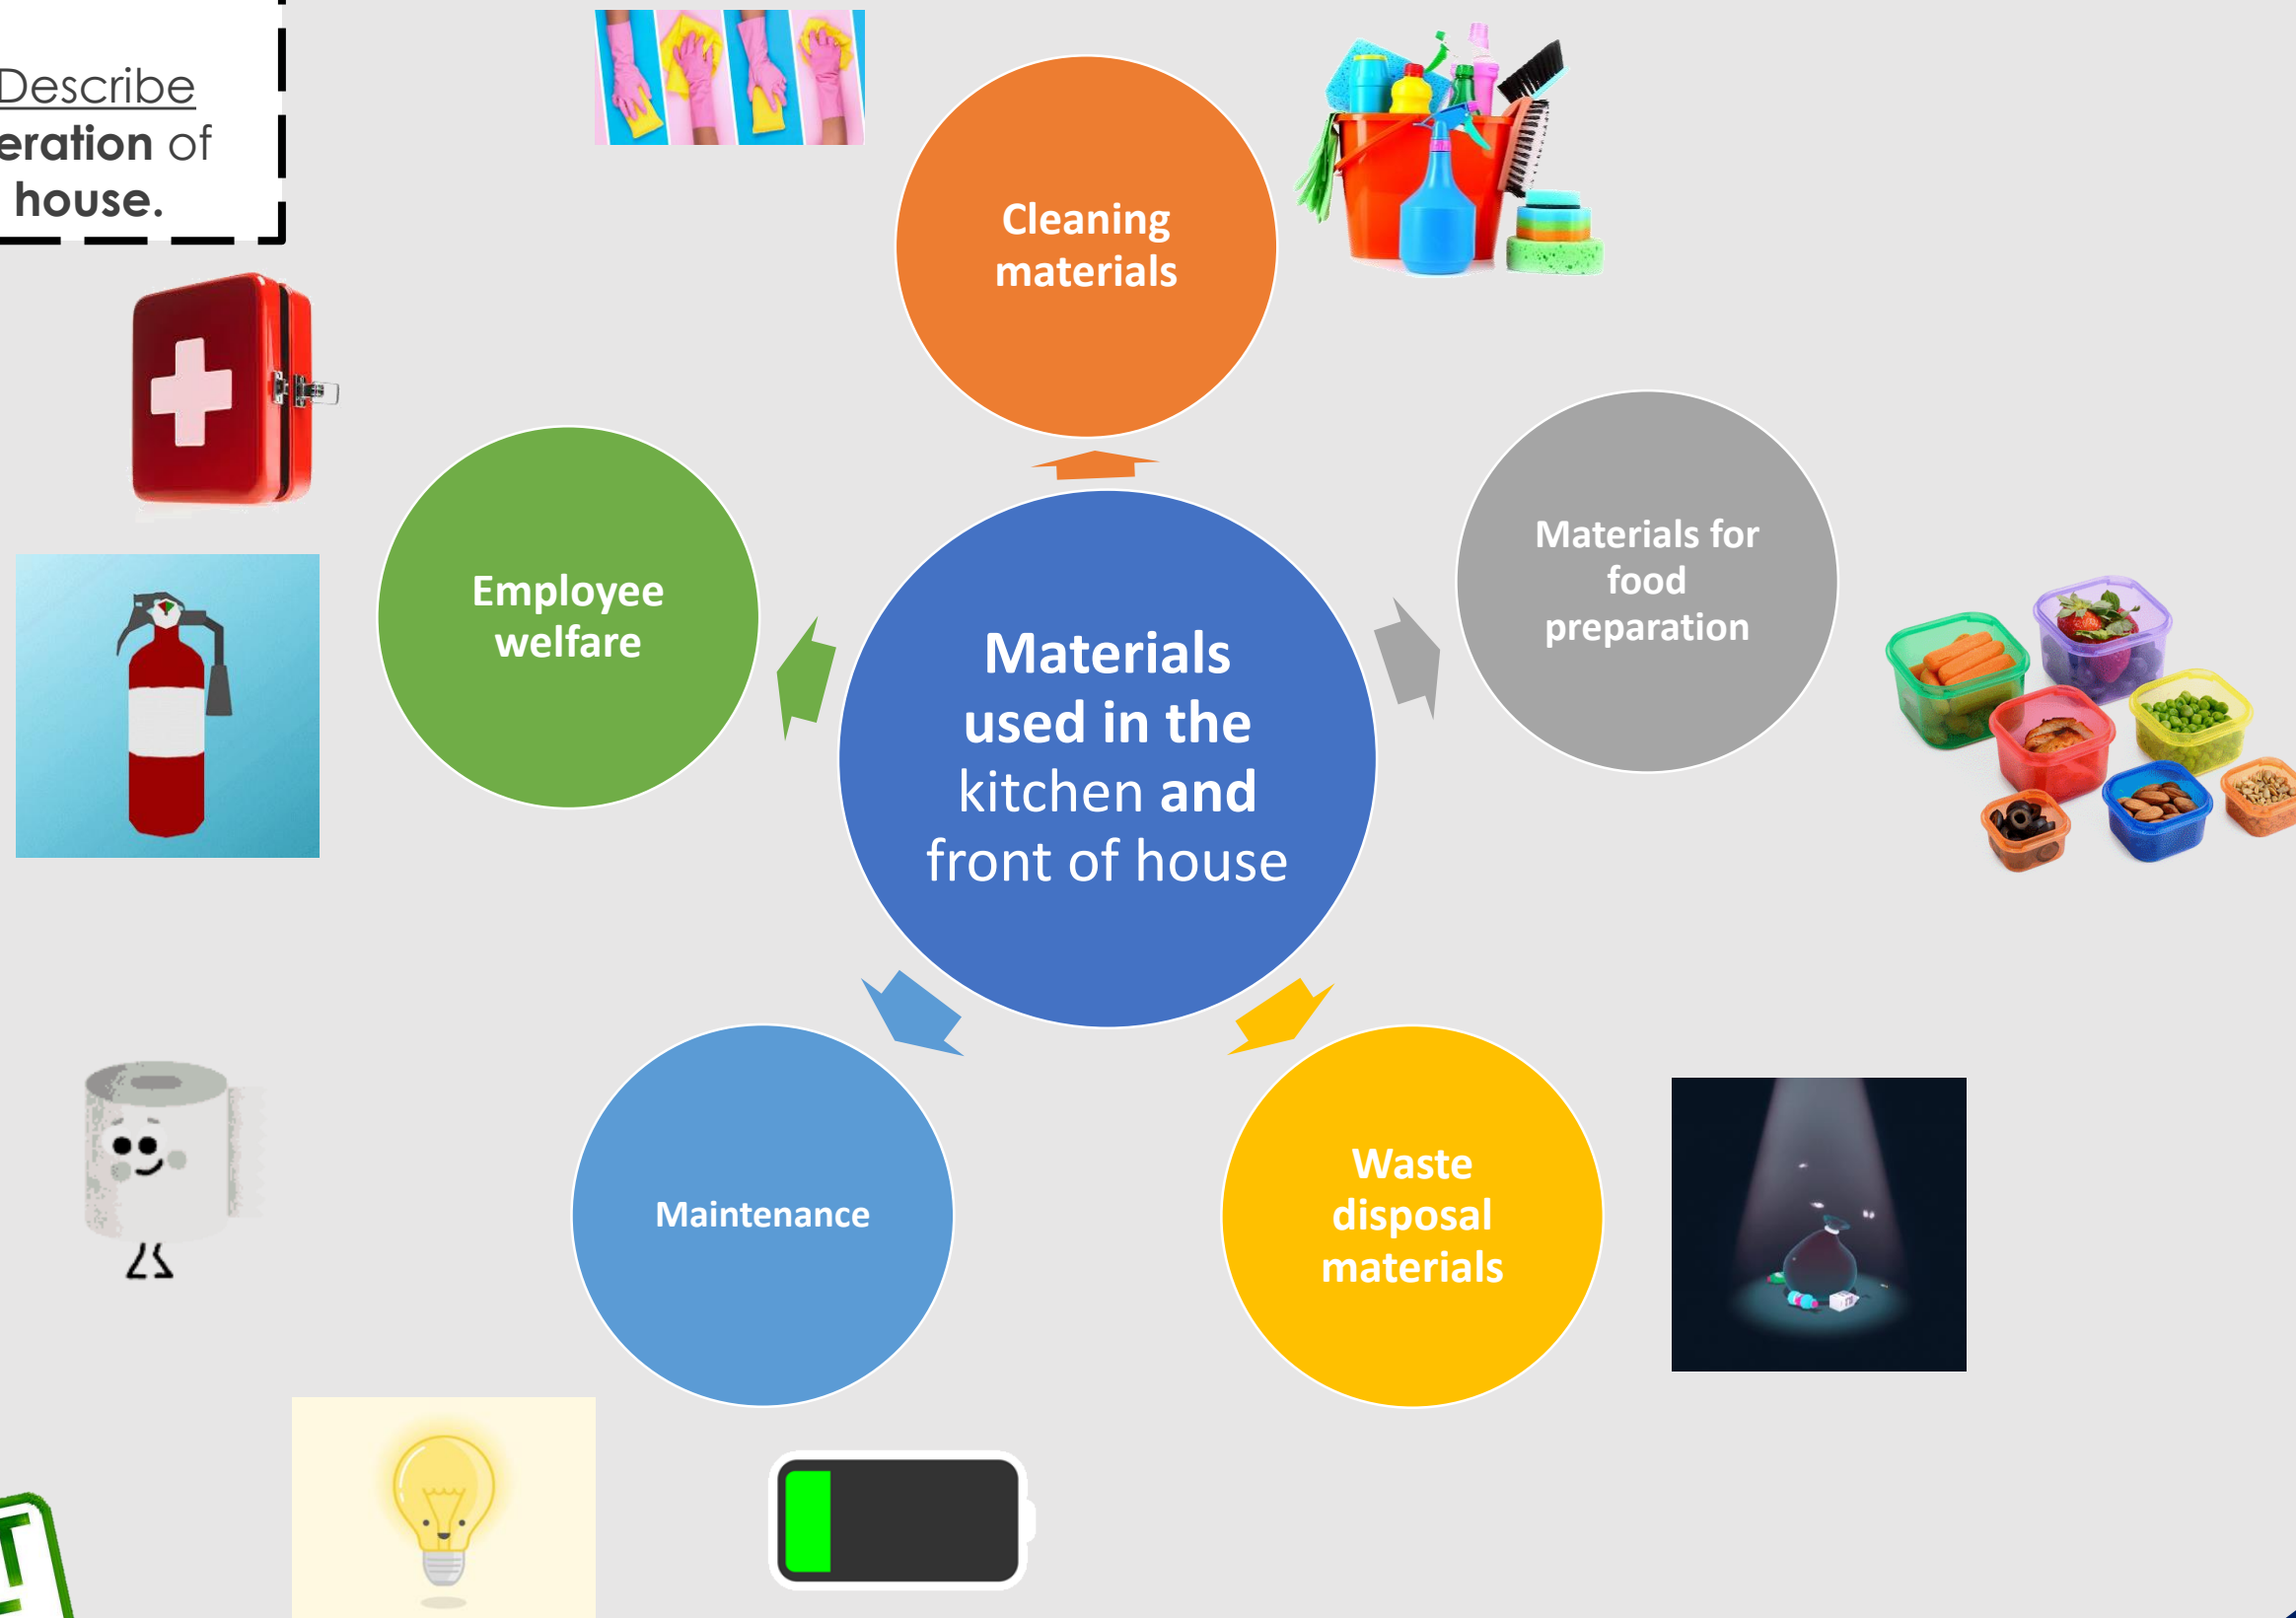 Describe
eration of
house.
Cleaning
materials
Materials for
food
preparation
Employee
welfare
Materials
used in the
kitchen and
front of house
Maintenance
Waste
disposal
materials